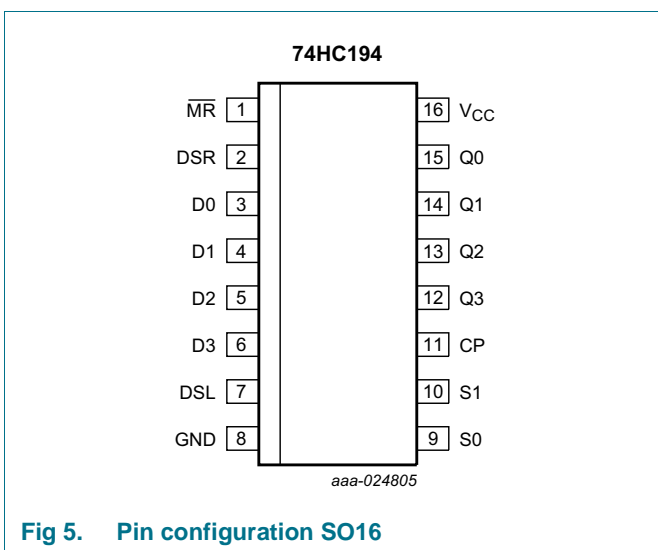 74HC194
M̅R̅ 1 16 VCC
DSR 2 15 Q0
D0 3 14 Q1
D1 4 13 Q2
D2 5 12 Q3
D3 6 11 CP
DSL 7 10 S1
GND 8 9 S0
aaa-024805
Fig 5. Pin configuration SO16